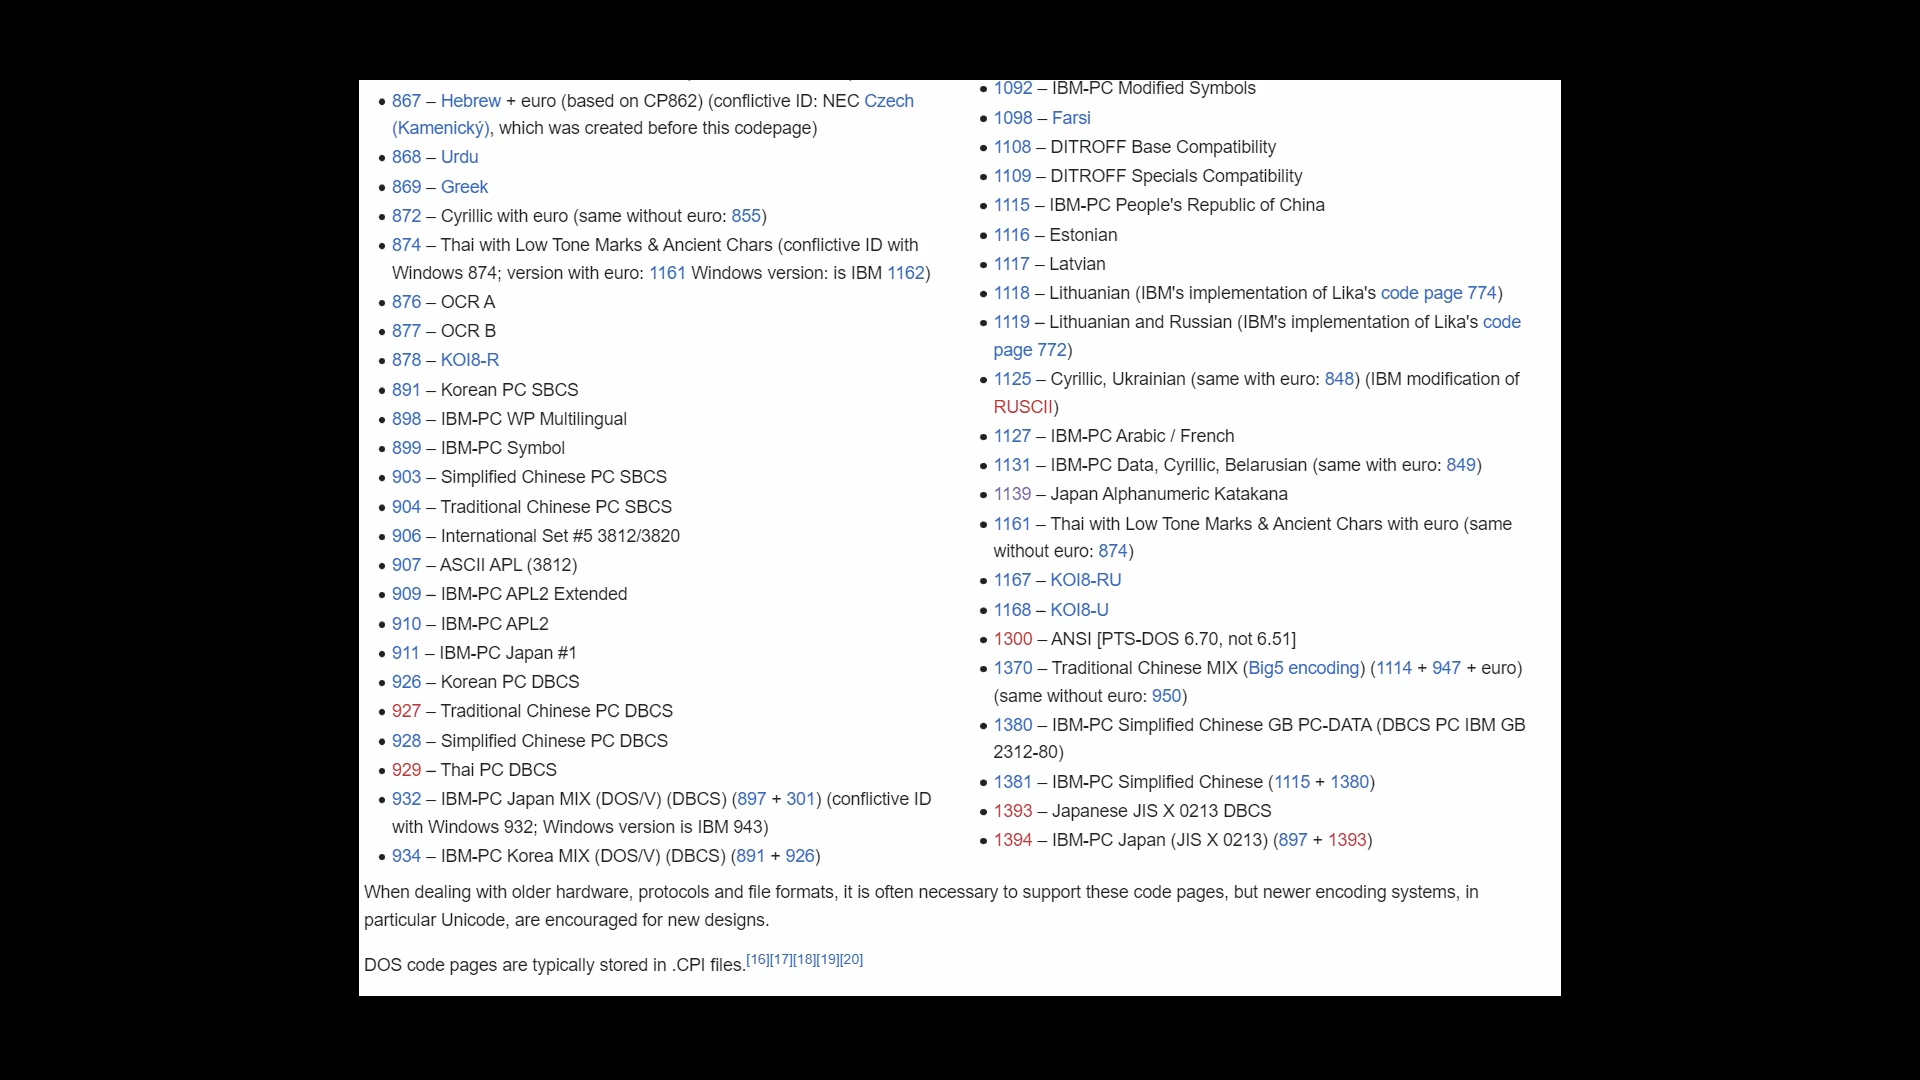 • 867 – Hebrew + euro (based on CP862) (conflictive ID: NEC Czech
(Kamenický), which was created before this codepage)
• 868 – Urdu
• 869 – Greek
• 872 – Cyrillic with euro (same without euro: 855)
• 874 – Thai with Low Tone Marks & Ancient Chars (conflictive ID with
Windows 874; version with euro: 1161 Windows version: is IBM 1162)
• 876 – OCR A
• 877 – OCR B
• 878 – KOI8-R
• 891 – Korean PC SBCS
• 898 – IBM-PC WP Multilingual
• 899 – IBM-PC Symbol
• 903 – Simplified Chinese PC SBCS
• 904 – Traditional Chinese PC SBCS
• 906 – International Set #5 3812/3820
• 907 – ASCII APL (3812)
• 909 – IBM-PC APL2 Extended
• 910 – IBM-PC APL2
• 911 – IBM-PC Japan #1
• 926 – Korean PC DBCS
• 927 – Traditional Chinese PC DBCS
• 928 – Simplified Chinese PC DBCS
• 929 – Thai PC DBCS
• 932 – IBM-PC Japan MIX (DOS/V) (DBCS) (897 + 301) (conflictive ID
with Windows 932; Windows version is IBM 943)
• 934 – IBM-PC Korea MIX (DOS/V) (DBCS) (891 + 926)
• 1092 – IBM-PC Modified Symbols
• 1098 – Farsi
• 1108 – DITROFF Base Compatibility
• 1109 – DITROFF Specials Compatibility
• 1115 – IBM-PC People's Republic of China
• 1116 – Estonian
• 1117 – Latvian
• 1118 – Lithuanian (IBM's implementation of Lika's code page 774)
• 1119 – Lithuanian and Russian (IBM's implementation of Lika's code
page 772)
• 1125 – Cyrillic, Ukrainian (same with euro: 848) (IBM modification of
RUSCII)
• 1127 – IBM-PC Arabic / French
• 1131 – IBM-PC Data, Cyrillic, Belarusian (same with euro: 849)
• 1139 – Japan Alphanumeric Katakana
• 1161 – Thai with Low Tone Marks & Ancient Chars with euro (same
without euro: 874)
• 1167 – KOI8-RU
• 1168 – KOI8-U
• 1300 – ANSI [PTS-DOS 6.70, not 6.51]
• 1370 – Traditional Chinese MIX (Big5 encoding) (1114 + 947 + euro)
(same without euro: 950)
• 1380 – IBM-PC Simplified Chinese GB PC-DATA (DBCS PC IBM GB
2312-80)
• 1381 – IBM-PC Simplified Chinese (1115 + 1380)
• 1393 – Japanese JIS X 0213 DBCS
• 1394 – IBM-PC Japan (JIS X 0213) (897 + 1393)
When dealing with older hardware, protocols and file formats, it is often necessary to support these code pages, but newer encoding systems, in
particular Unicode, are encouraged for new designs.
DOS code pages are typically stored in .CPI files.[16][17][18][19][20]